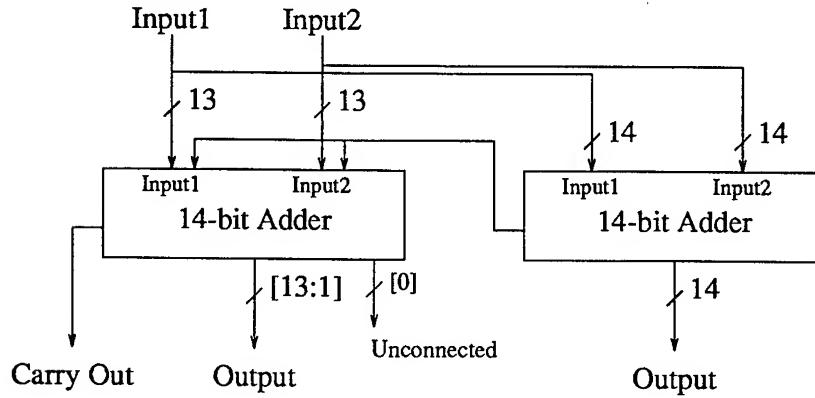 Input1 Input2
13 13 14 14
Input1 Input2 Input1 Input2
14-bit Adder 14-bit Adder
[13:1] [0] 14
Unconnected
Carry Out Output Output